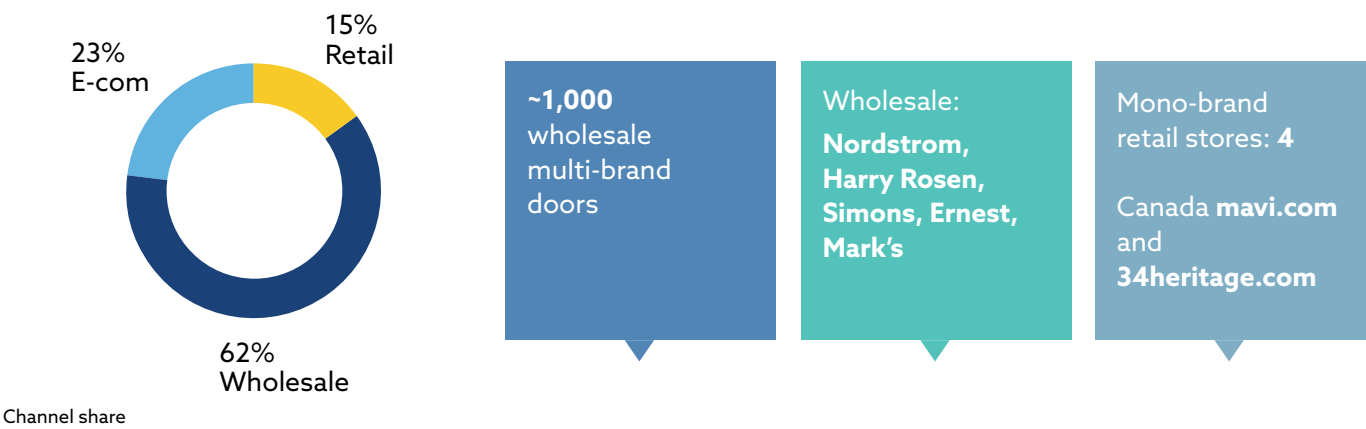 15%
Retail
23%
E-com
62%
Wholesale
Channel share
~1,000
wholesale
multi-brand
doors
Wholesale:
Nordstrom,
Harry Rosen,
Simons, Ernest,
Mark’s
Mono-brand
retail stores: 4
Canada mavi.com
and
34heritage.com